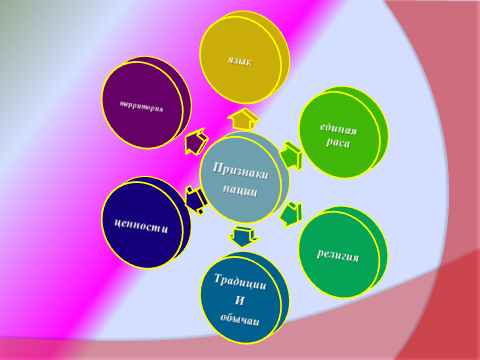 язык
территория
единая
раса
Признаки
нации
ценности
религия
Традиции
И
обычаи